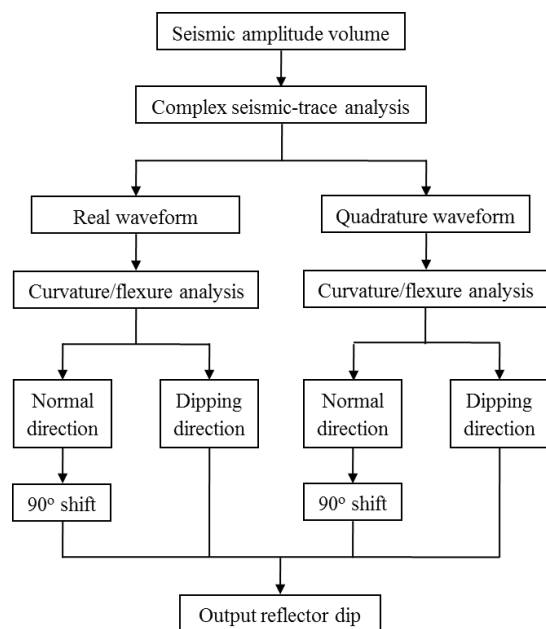 Seismic amplitude volume
Complex seismic-trace analysis
Real waveform
Quadrature waveform
Curvature/flexure analysis
Curvature/flexure analysis
Normal
direction
Dipping
direction
Normal
direction
Dipping
direction
90° shift
90° shift
Output reflector dip